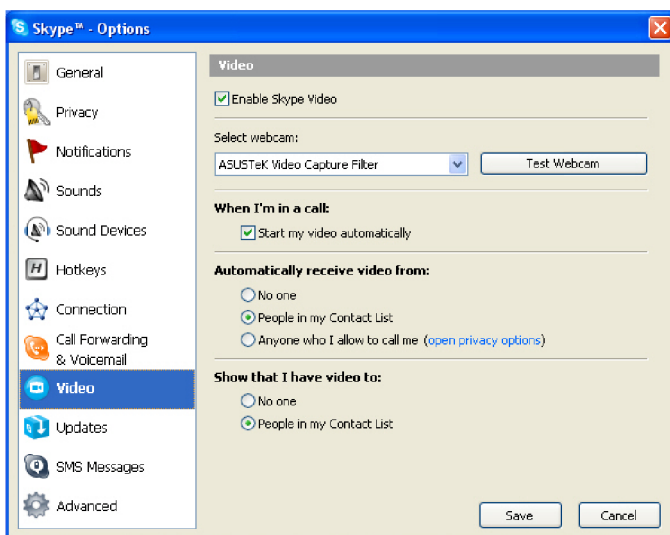 Skype™ - Options
General
Privacy
Notifications
Sounds
Sound Devices
Hotkeys
Connection
Call Forwarding
& Voicemail
Video
Updates
SMS Messages
Advanced
Video
Enable Skype Video
Select webcam:
ASUSTeK Video Capture Filter
Test Webcam
When I'm in a call:
Start my video automatically
Automatically receive video from:
No one
People in my Contact List
Anyone who I allow to call me (open privacy options)
Show that I have video to:
No one
People in my Contact List
Save
Cancel